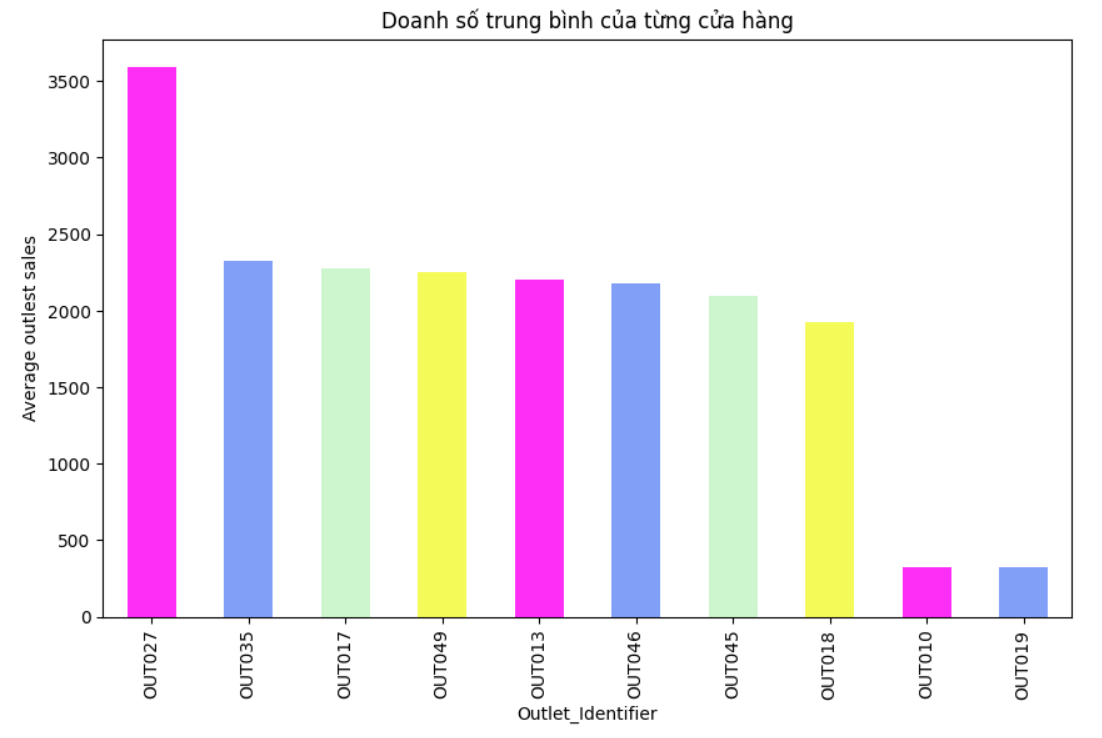 Doanh số trung bình của từng cửa hàng
Average outlest sales
3500
3000
2500
2000
1500
1000
500
0
OUT027
OUT035
OUT017
OUT049
OUT013
OUT046
OUT045
OUT018
OUT010
OUT019
Outlet_Identifier